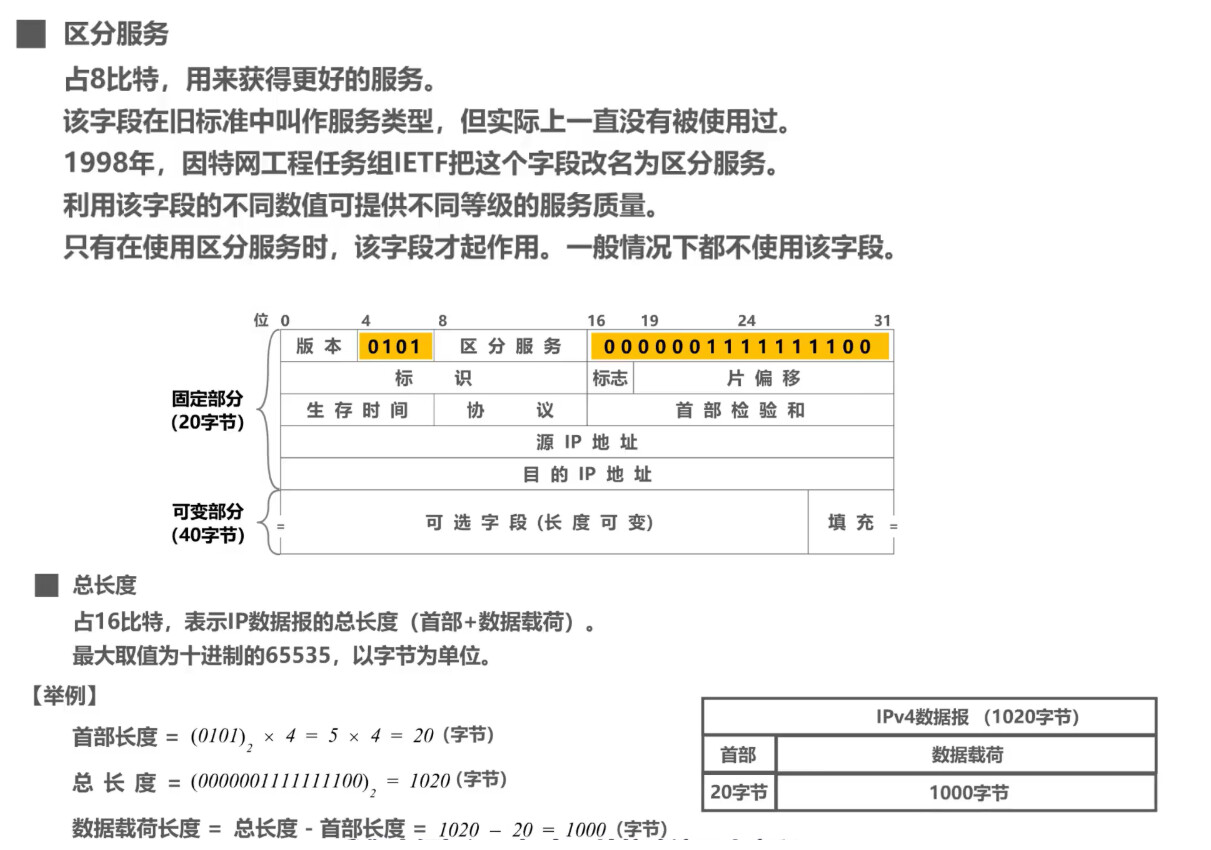 区分服务
占8比特，用来获得更好的服务。
该字段在旧标准中叫作服务类型，但实际上一直没有被使用过。
1998年，因特网工程任务组IETF把这个字段改名为区分服务。
利用该字段的不同数值可提供不同等级的服务质量。
只有在使用区分服务时，该字段才起作用。一般情况下都不使用该字段。
位 0 4 8 16 19 24 31
版本 0101 区分服务 0000001111111100
标识 标志 片偏移
生存时间 协议 首部检验和
源IP地址
目的IP地址
可选字段(长度可变) 填充
固定部分
(20字节)
可变部分
(40字节)
总长度
占16比特，表示IP数据报的总长度（首部+数据载荷）。
最大取值为十进制的65535，以字节为单位。
【举例】
首部长度 = (0101)₂ × 4 = 5 × 4 = 20 (字节)
总长度 = (0000001111111100)₂ = 1020 (字节)
数据载荷长度 = 总长度 - 首部长度 = 1020 – 20 = 1000 (字节)
IPv4数据报 （1020字节）
首部 数据载荷
20字节 1000字节